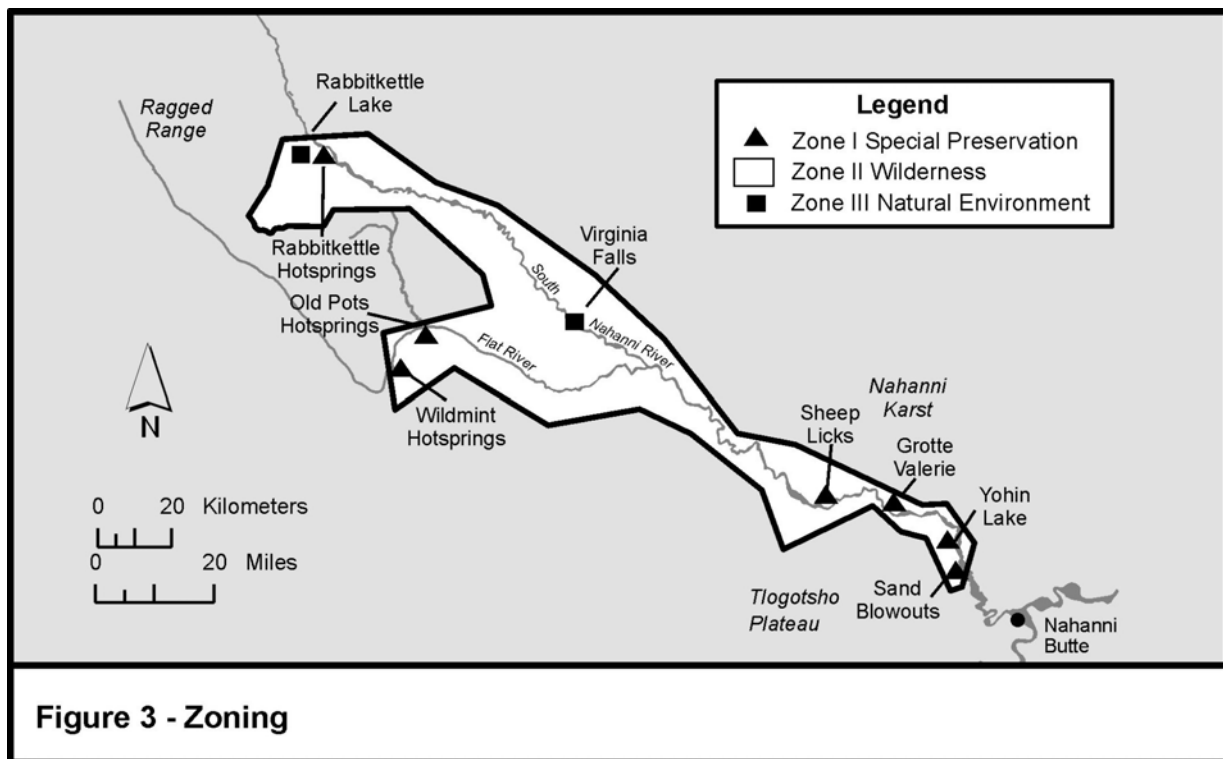 Rabbitkettle
Lake
Ragged
Range
Legend
Zone I Special Preservation
Zone II Wilderness
Zone III Natural Environment
Rabbitkettle
Hotsprings
Virginia
Falls
South
Nahanni River
Old Pots
Hotsprings
Flat River
Wildmint
Hotsprings
N
Nahanni
Karst
Sheep
Licks
Grotte
Valerie
Yohin
Lake
0 20 Kilometers
0 20 Miles
Sand
Blowouts
Tlogotsho
Plateau
Nahanni
Butte
Figure 3 - Zoning